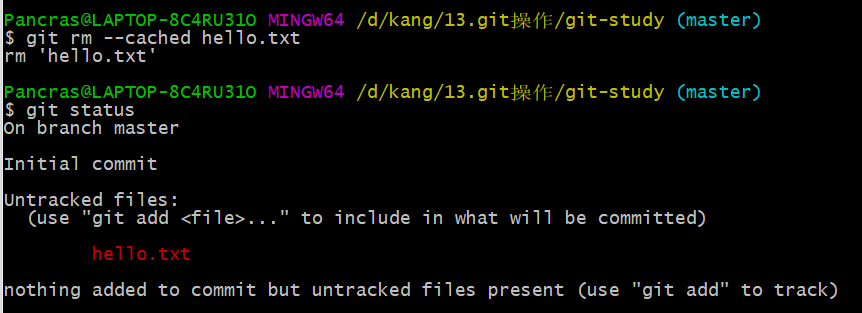 Pancras@LAPTOP-8C4RU31O MINGW64 /d/kang/13.git操作/git-study (master)
$ git rm --cached hello.txt
rm 'hello.txt'
Pancras@LAPTOP-8C4RU31O MINGW64 /d/kang/13.git操作/git-study (master)
$ git status
On branch master
Initial commit
Untracked files:
  (use "git add <file>..." to include in what will be committed)
        hello.txt
nothing added to commit but untracked files present (use "git add" to track)